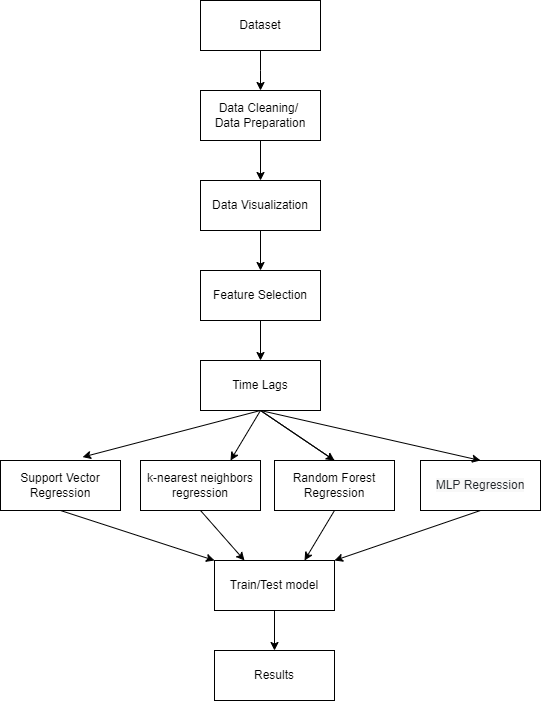 Dataset
Data Cleaning/
Data Preparation
Data Visualization
Feature Selection
Time Lags
Support Vector
Regression
k-nearest neighbors
regression
Random Forest
Regression
MLP Regression
Train/Test model
Results